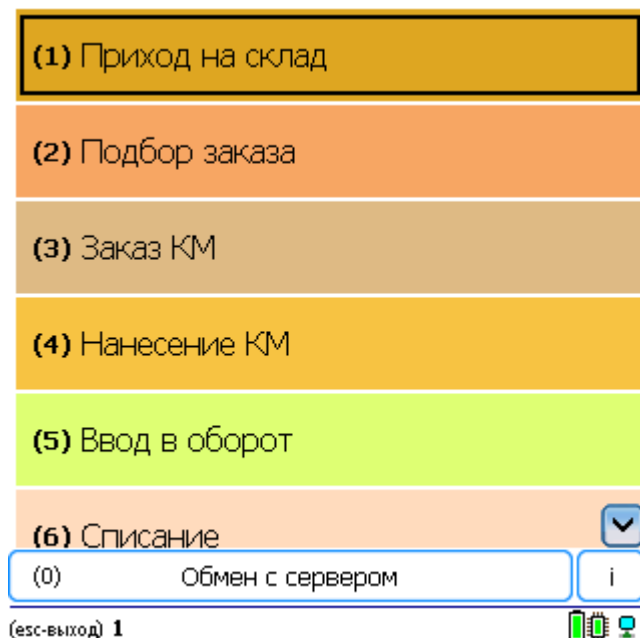 (1) Приход на склад
(2) Подбор заказа
(3) Заказ КМ
(4) Нанесение КМ
(5) Ввод в оборот
(6) Списание
(0) Обмен с сервером i
(esc-выход) 1